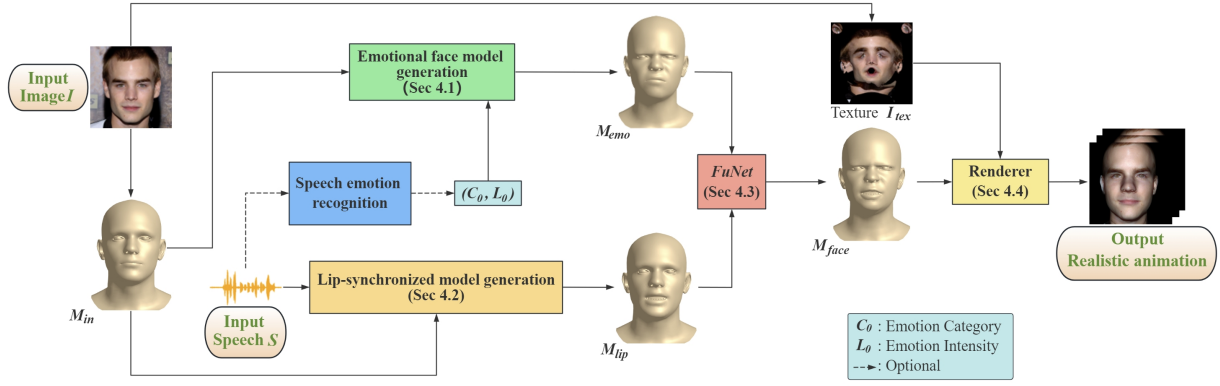 Input
Image I
Emotional face model
generation
(Sec 4.1)
M_emo
Texture I_tex
Speech emotion
recognition
(C_0, L_0)
FuNet
(Sec 4.3)
Renderer
(Sec 4.4)
M_in
Lip-synchronized model generation
(Sec 4.2)
Input
Speech S
M_lip
M_face
Output
Realistic animation
C_0 : Emotion Category
L_0 : Emotion Intensity
: Optional